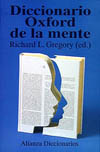 Diccionario
Oxford
de la mente
Richard L. Gregory (ed.)
Alianza Diccionarios